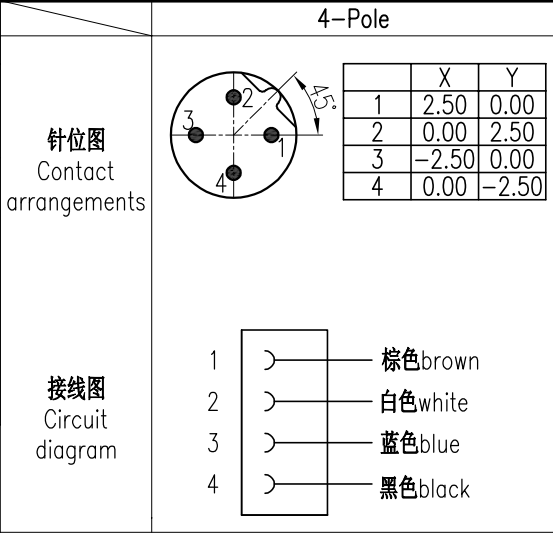 4-Pole
针位图
Contact
arrangements
2
3
1
4
45°
X Y
1 2.50 0.00
2 0.00 2.50
3 -2.50 0.00
4 0.00 -2.50
接线图
Circuit
diagram
1 棕色brown
2 白色white
3 蓝色blue
4 黑色black